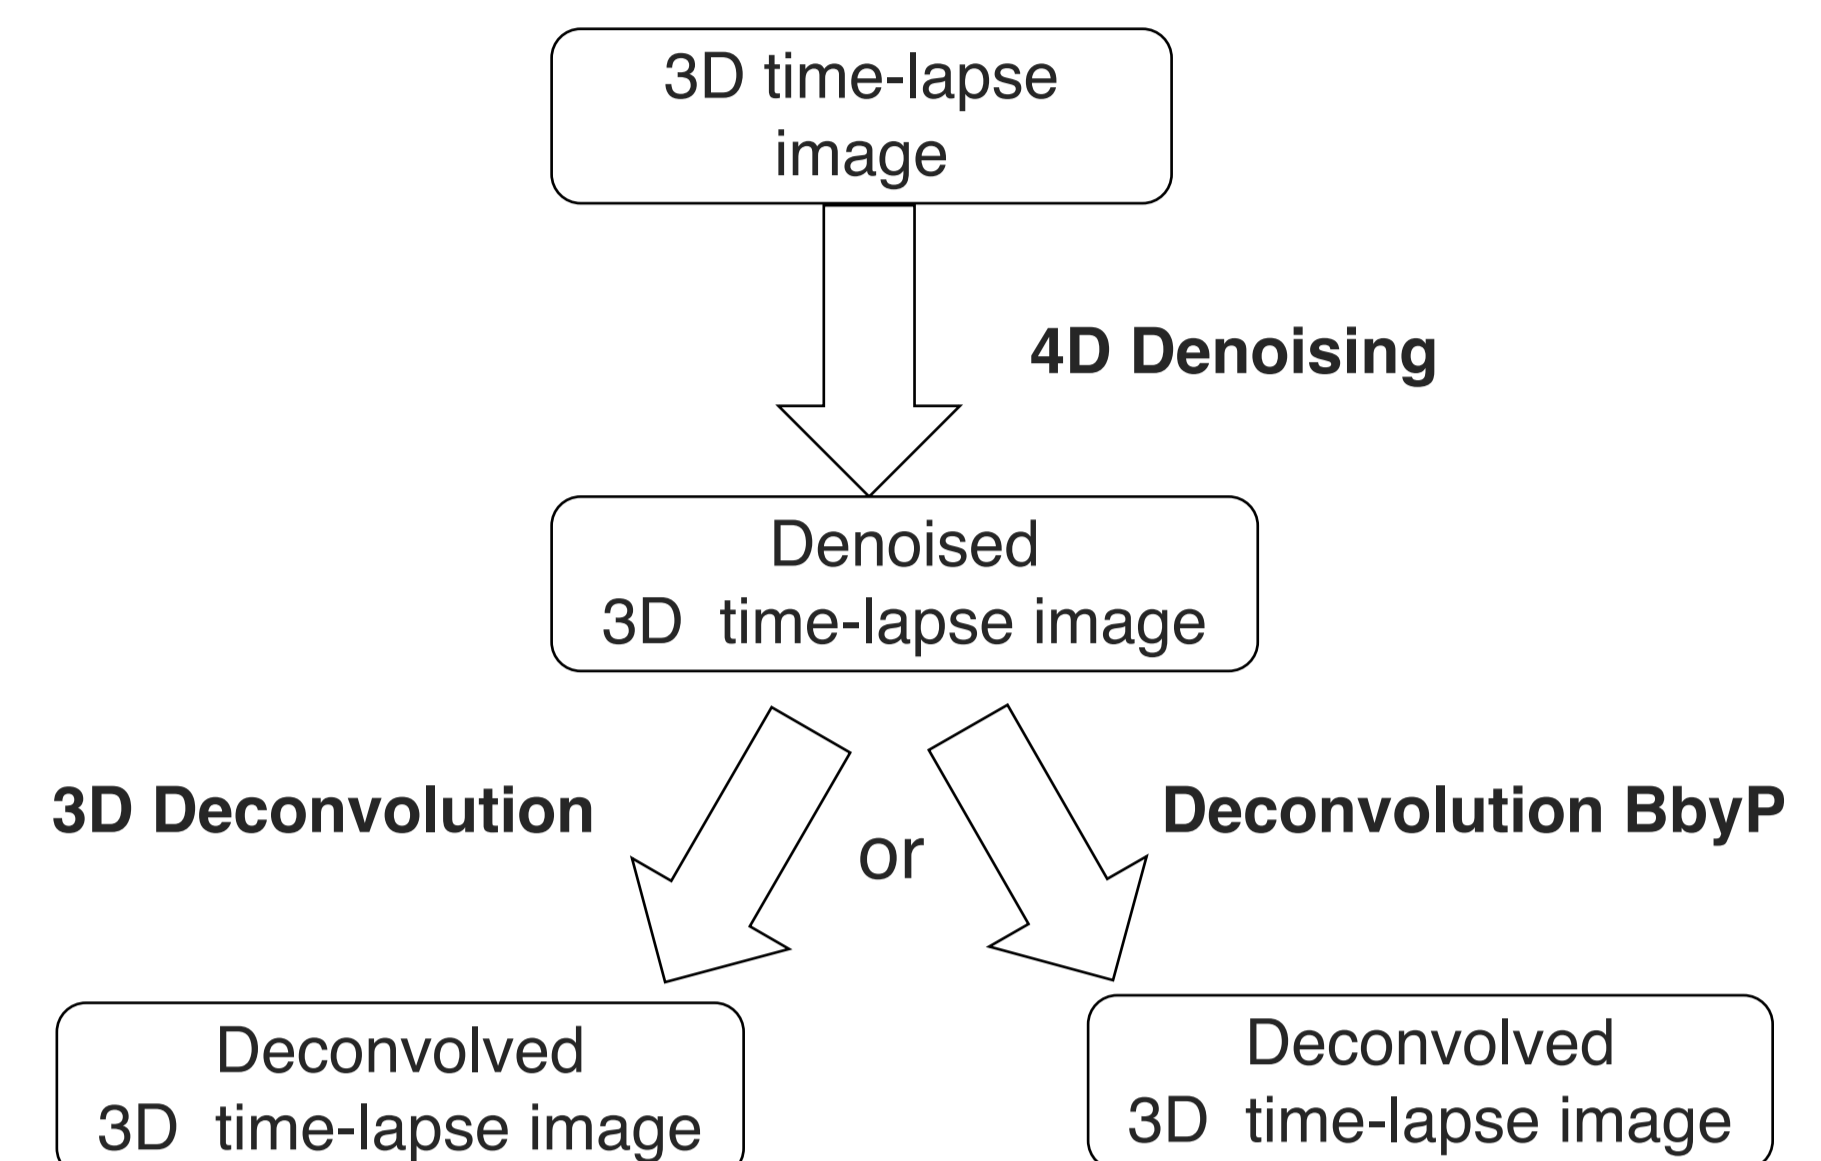 3D time-lapse
image
4D Denoising
Denoised
3D time-lapse image
3D Deconvolution
or
Deconvolution BbyP
Deconvolved
3D time-lapse image
Deconvolved
3D time-lapse image